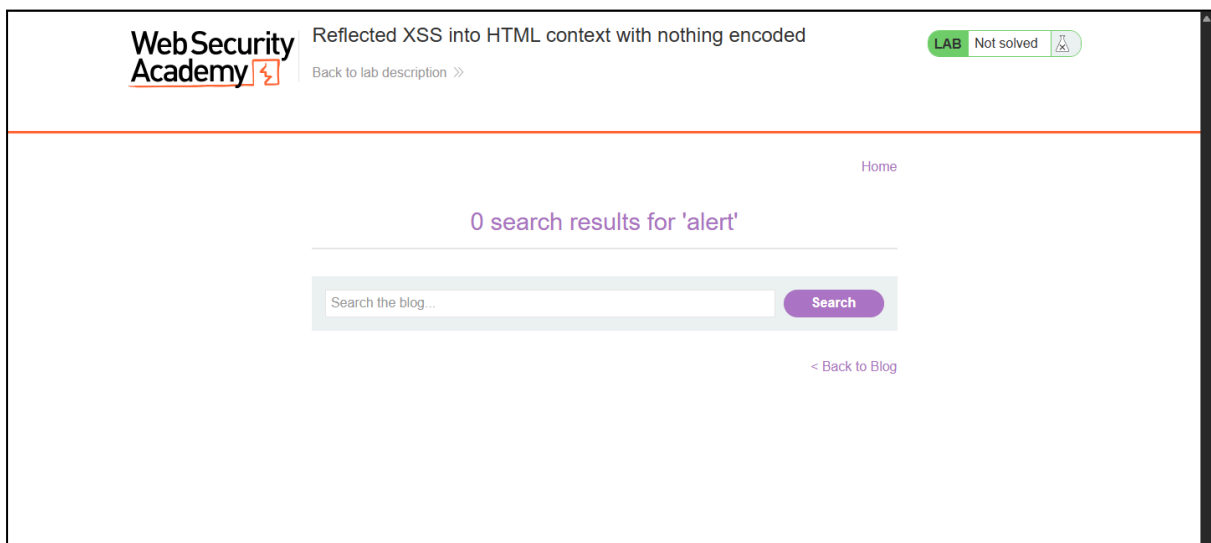 Web Security
Academy
Reflected XSS into HTML context with nothing encoded
Back to lab description »
LAB Not solved
Home
0 search results for 'alert'
Search the blog...
Search
< Back to Blog